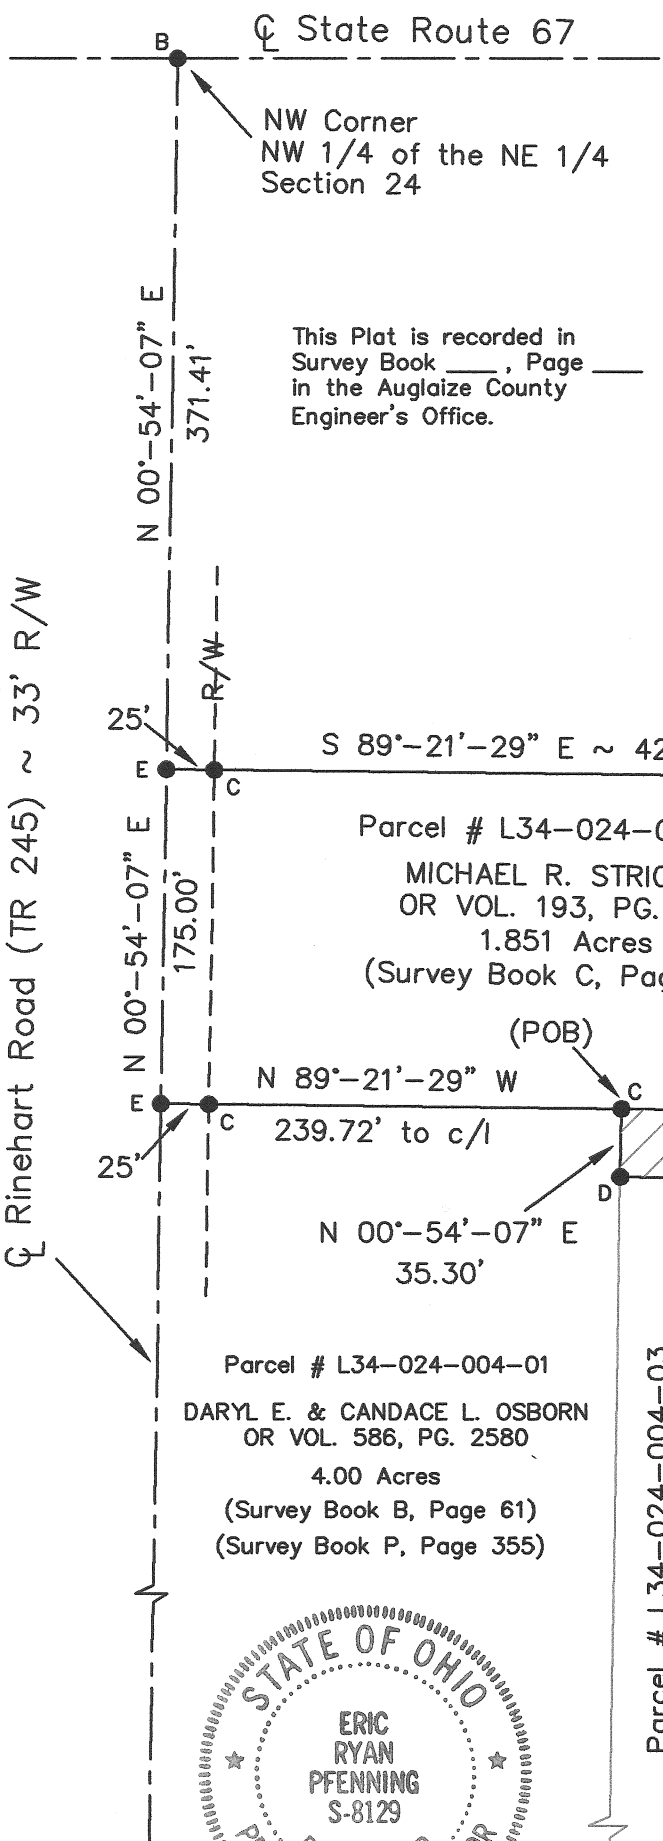 ℄ State Route 67
B
NW Corner
NW 1/4 of the NE 1/4
Section 24
N 00°-54'-07" E
371.41'
This Plat is recorded in
Survey Book ____ , Page ____
in the Auglaize County
Engineer's Office.
℄ Rinehart Road (TR 245) ~ 33' R/W
R/W
25'
E
C
S 89°-21'-29" E ~ 42
N 00°-54'-07" E
175.00'
Parcel # L34-024-0
MICHAEL R. STRIC
OR VOL. 193, PG.
1.851 Acres
(Survey Book C, Pag
(POB)
N 89°-21'-29" W
C
E
C
239.72' to c/l
25'
D
N 00°-54'-07" E
35.30'
Parcel # L34-024-004-01
DARYL E. & CANDACE L. OSBORN
OR VOL. 586, PG. 2580
4.00 Acres
(Survey Book B, Page 61)
(Survey Book P, Page 355)
Parcel # L34-024-004-03
STATE OF OHIO
ERIC
RYAN
PFENNING
S-8129